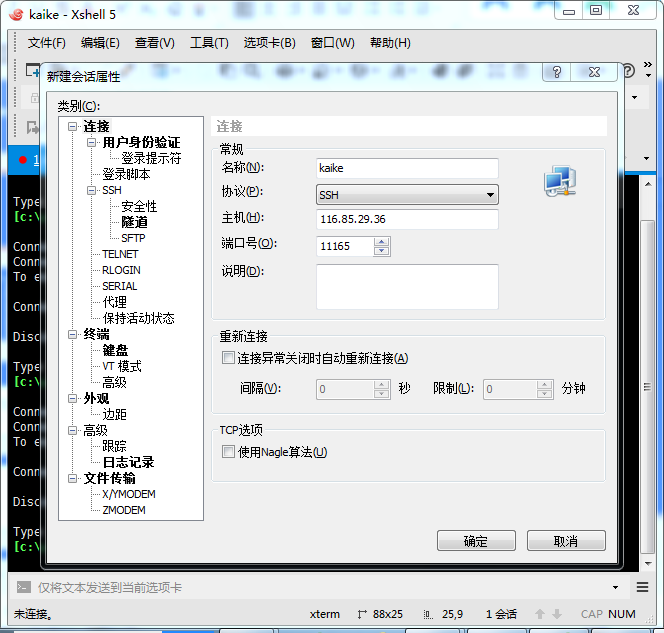 kaike - Xshell 5
文件(F) 编辑(E) 查看(V) 工具(T) 选项卡(B) 窗口(W) 帮助(H)
新建会话属性
类别(C):
连接
用户身份验证
登录提示符
登录脚本
SSH
安全性
隧道
SFTP
TELNET
RLOGIN
SERIAL
代理
保持活动状态
终端
键盘
VT 模式
高级
外观
边距
高级
跟踪
日志记录
文件传输
X/YMODEM
ZMODEM
连接
常规
名称(N): kaike
协议(P): SSH
主机(H): 116.85.29.36
端口号(O): 11165
说明(D):
重新连接
连接异常关闭时自动重新连接(A)
间隔(V): 0 秒 限制(L): 0 分钟
TCP选项
使用Nagle算法(U)
确定 取消
1
Type
[c:\
Conn
Conn
To e
Conn
Disc
Type
[c:\
Conn
Conn
To e
Conn
Disc
Type
[c:\
仅将文本发送到当前选项卡
未连接。 xterm 88x25 25,9 1 会话 CAP NUM